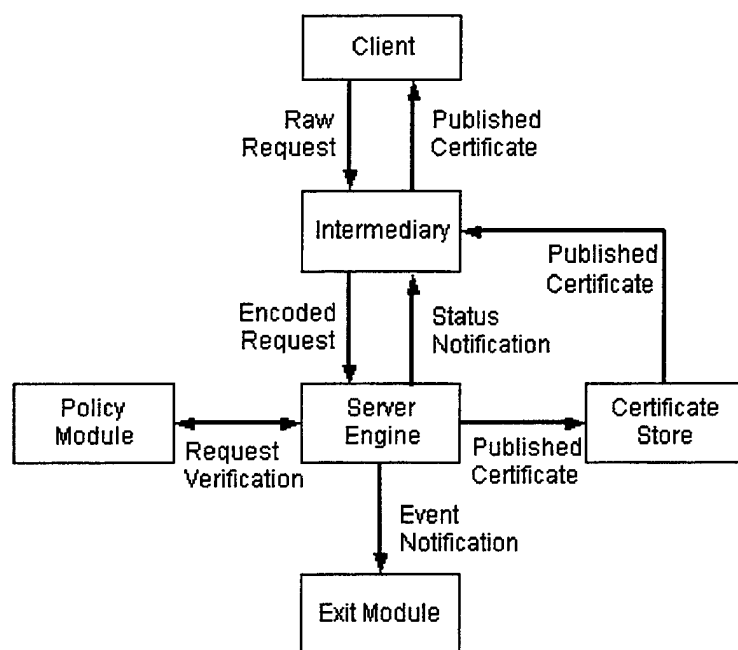 Client
Raw
Request
Published
Certificate
Intermediary
Published
Certificate
Encoded
Request
Status
Notification
Policy
Module
Server
Engine
Certificate
Store
Request
Verification
Published
Certificate
Event
Notification
Exit Module